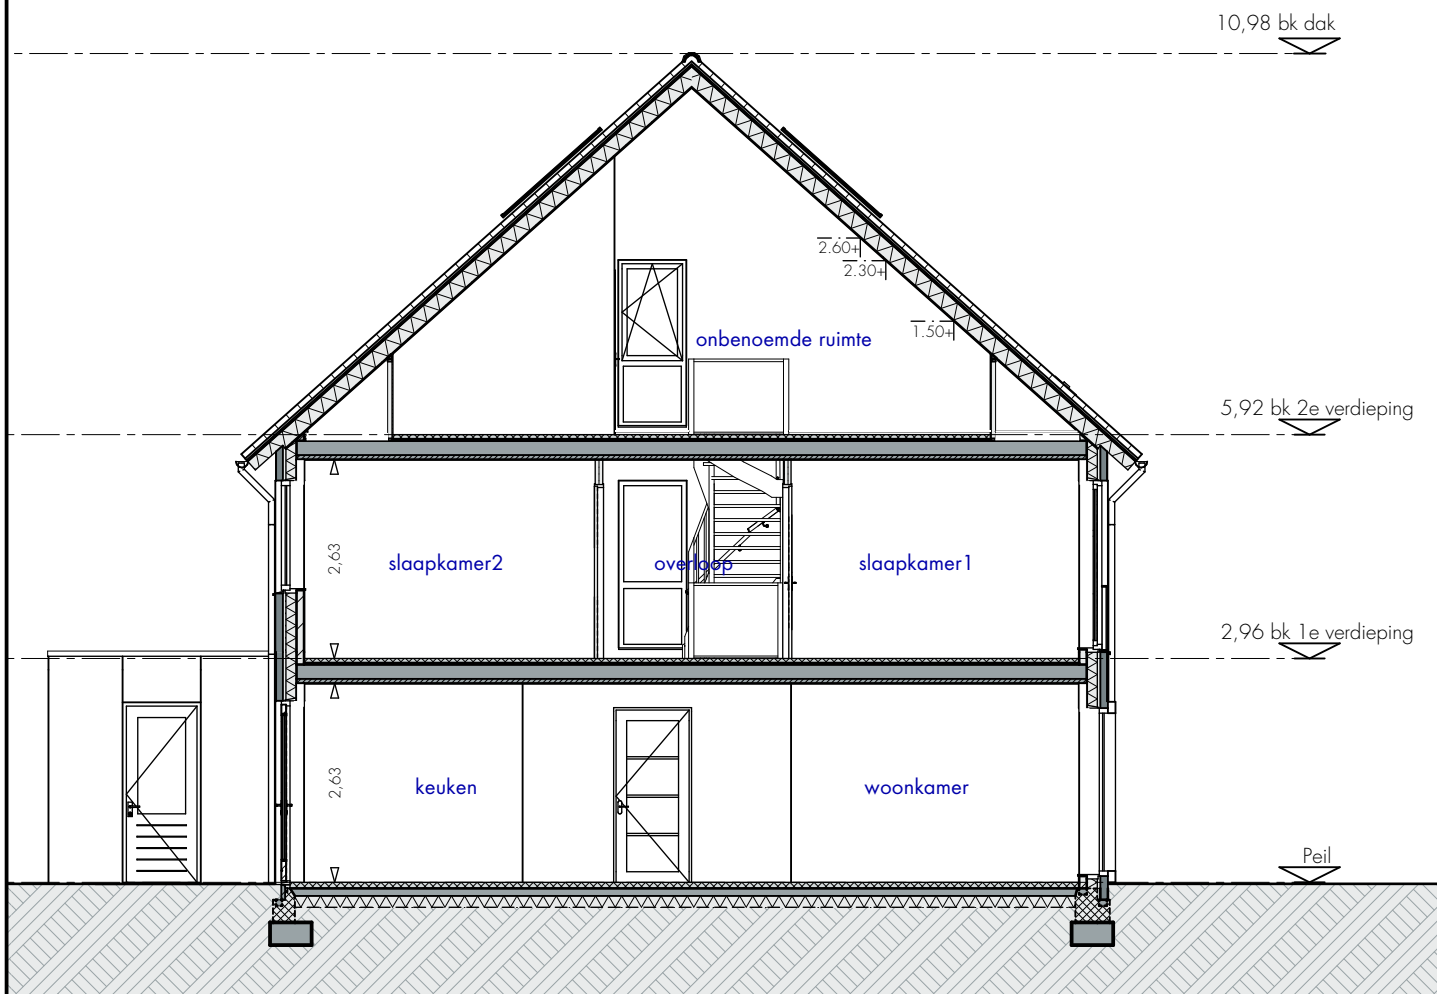 10,98 bk dak
2.60+
2.30+
1.50+
onbenoemde ruimte
5,92 bk 2e verdieping
2,63
slaapkamer2
overloop
slaapkamer1
2,96 bk 1e verdieping
2,63
keuken
woonkamer
Peil